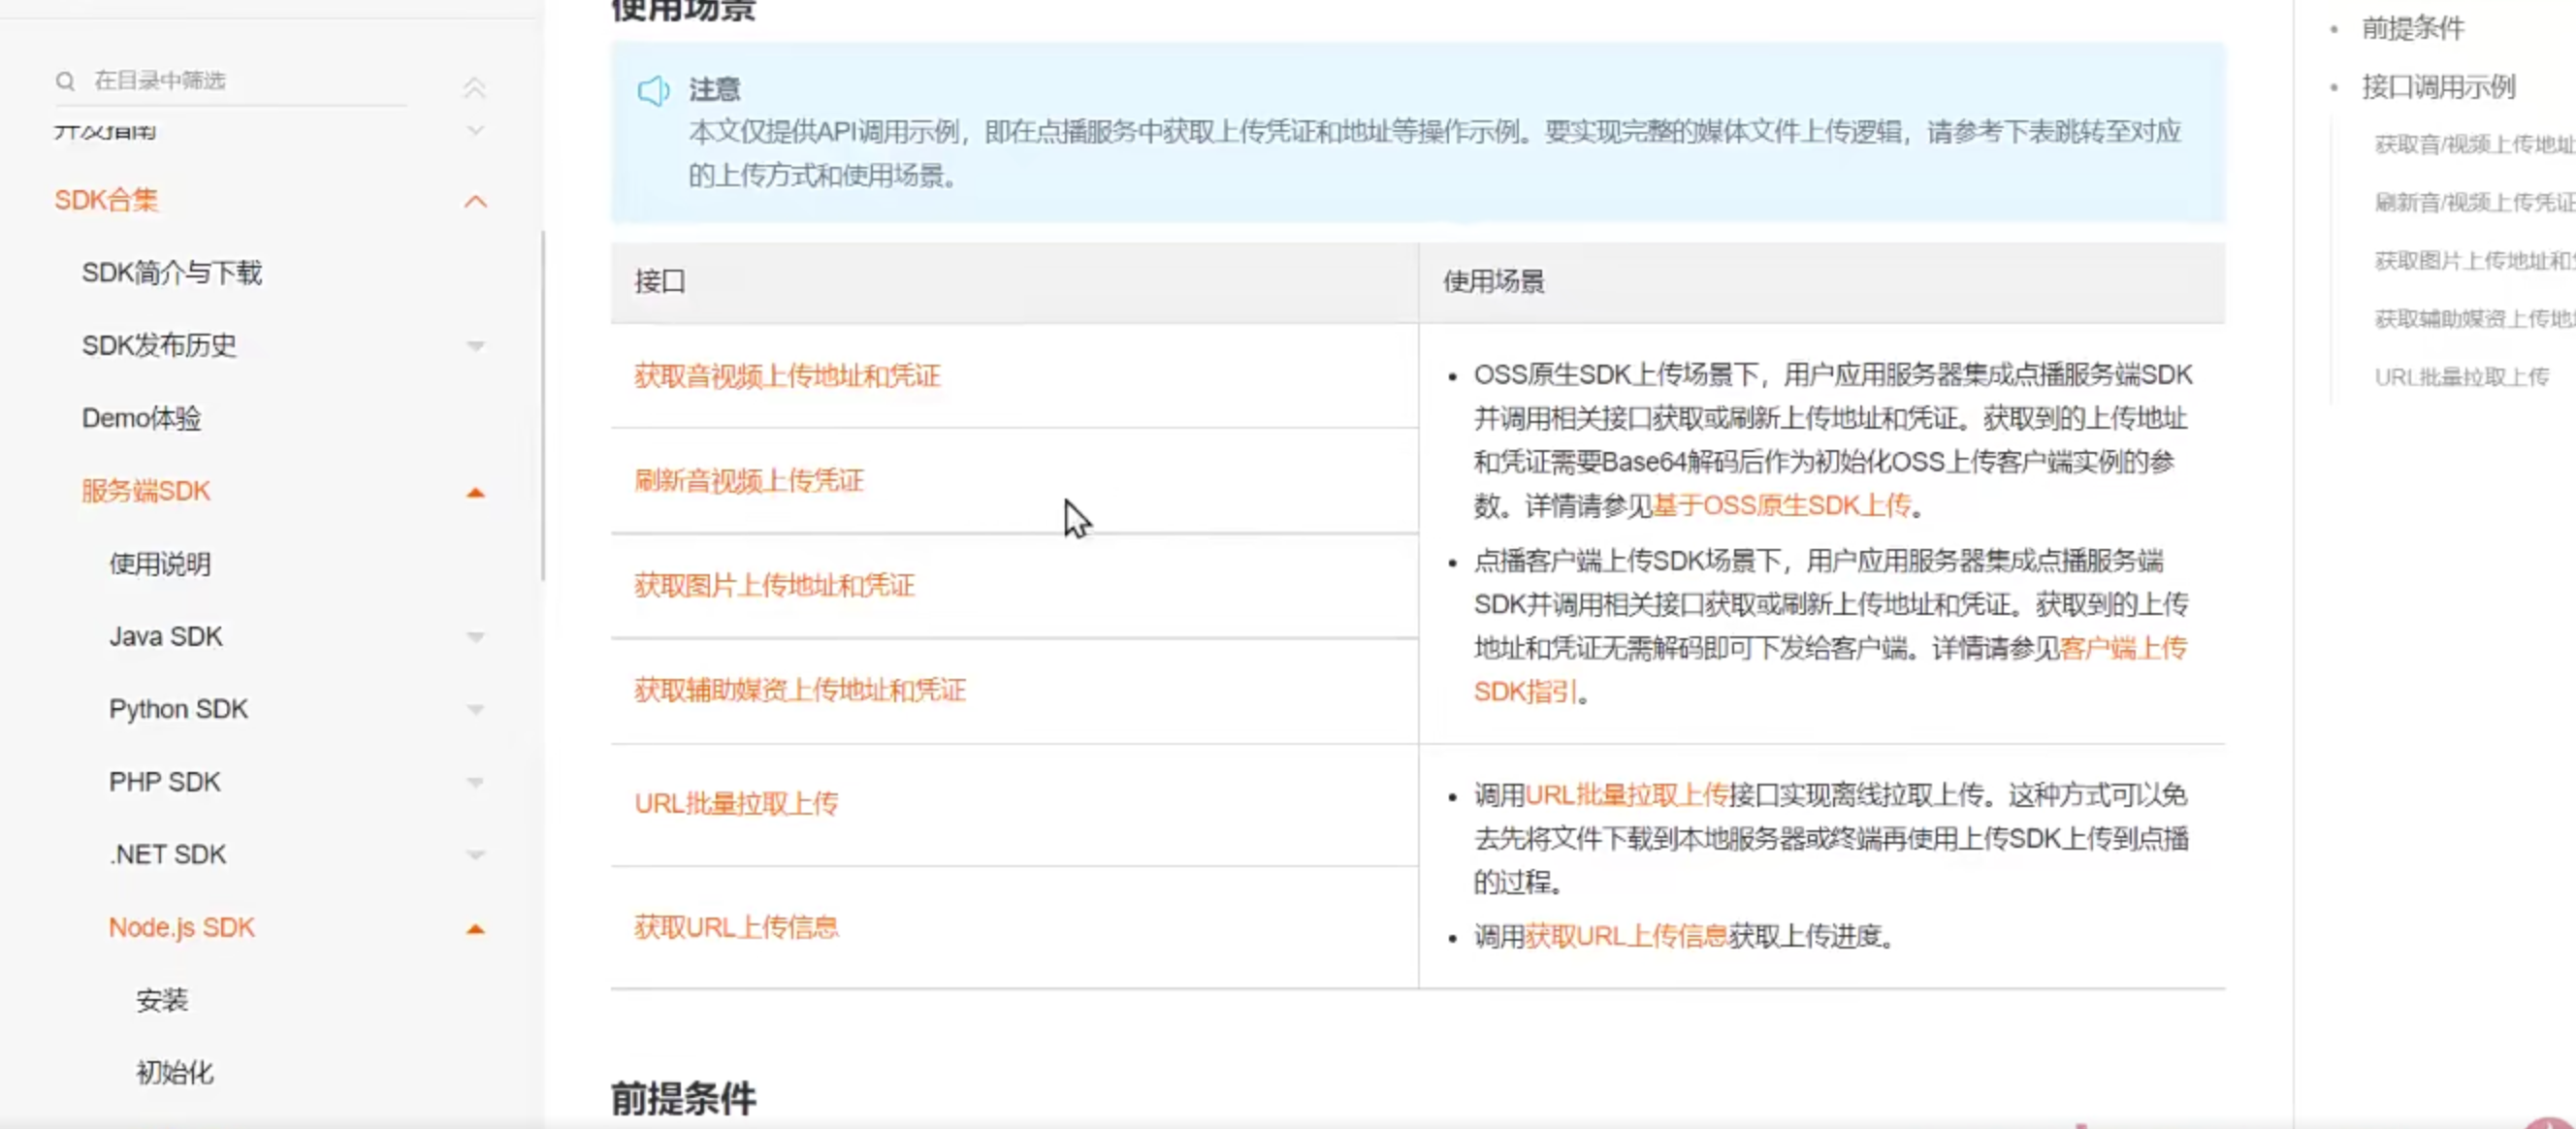 在目录中筛选
开发指南
SDK合集
SDK简介与下载
SDK发布历史
Demo体验
服务端SDK
使用说明
Java SDK
Python SDK
PHP SDK
.NET SDK
Node.js SDK
安装
初始化
使用场景
注意
本文仅提供API调用示例，即在点播服务中获取上传凭证和地址等操作示例。要实现完整的媒体文件上传逻辑，请参考下表跳转至对应
的上传方式和使用场景。
接口
使用场景
获取音视频上传地址和凭证
刷新音视频上传凭证
获取图片上传地址和凭证
获取辅助媒资上传地址和凭证
OSS原生SDK上传场景下，用户应用服务器集成点播服务端SDK
并调用相关接口获取或刷新上传地址和凭证。获取到的上传地址
和凭证需要Base64解码后作为初始化OSS上传客户端实例的参
数。详情请参见基于OSS原生SDK上传。
点播客户端上传SDK场景下，用户应用服务器集成点播服务端
SDK并调用相关接口获取或刷新上传地址和凭证。获取到的上传
地址和凭证无需解码即可下发给客户端。详情请参见客户端上传
SDK指引。
URL批量拉取上传
获取URL上传信息
调用URL批量拉取上传接口实现离线拉取上传。这种方式可以免
去先将文件下载到本地服务器或终端再使用上传SDK上传到点播
的过程。
调用获取URL上传信息获取上传进度。
前提条件
前提条件
接口调用示例
获取音/视频上传地址
刷新音/视频上传凭证
获取图片上传地址和
获取辅助媒资上传地
URL批量拉取上传